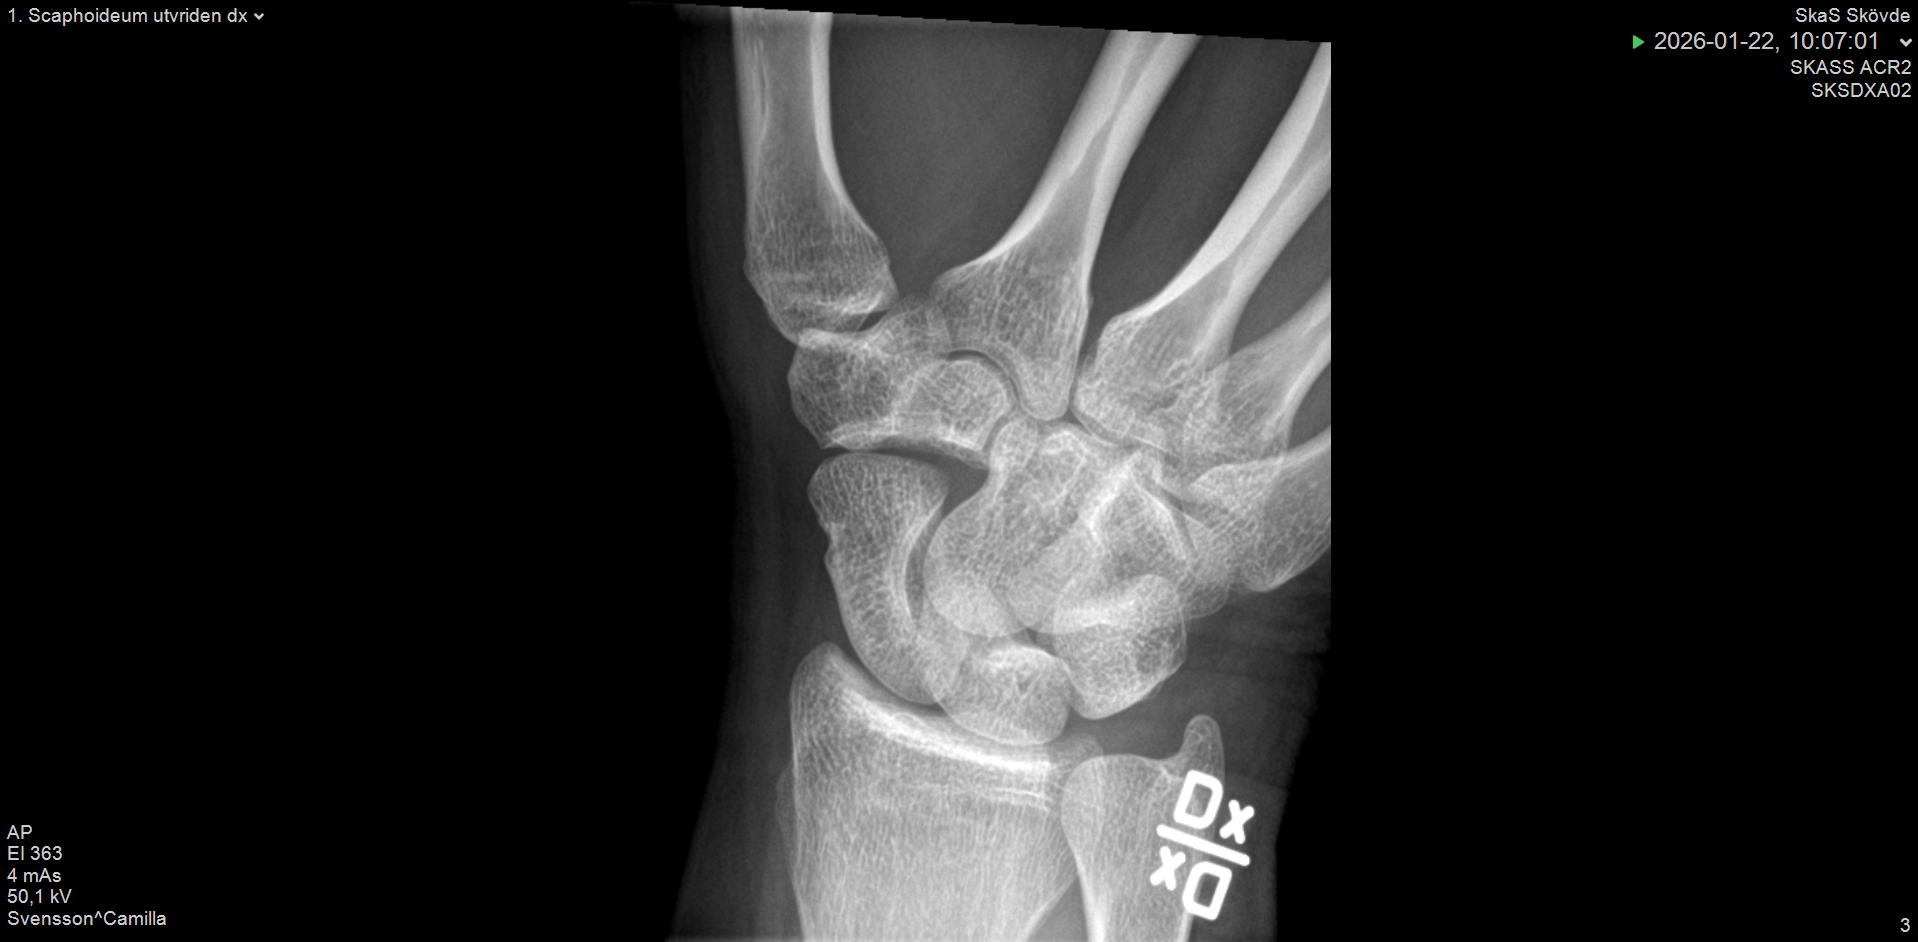 1. Scaphoideum utvriden dx
SkaS Skövde
2026-01-22, 10:07:01
SKASS ACR2
SKSDXA02
Dx
xD
AP
EI 363
4 mAs
50,1 kV
Svensson^Camilla
3